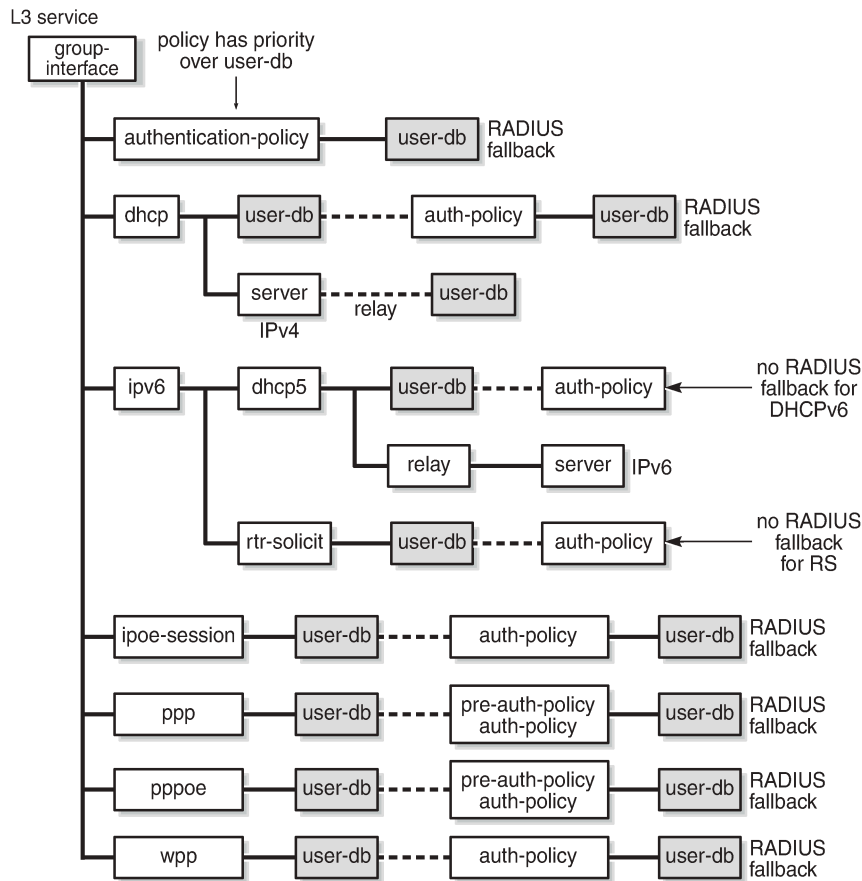 L3 service
group-
interface
policy has priority
over user-db
authentication-policy
user-db
RADIUS
fallback
dhcp
user-db
auth-policy
user-db
RADIUS
fallback
server
relay
user-db
IPv4
ipv6
dhcp5
user-db
auth-policy
no RADIUS
fallback for
DHCPv6
relay
server
IPv6
rtr-solicit
user-db
auth-policy
no RADIUS
fallback
for RS
ipoe-session
user-db
auth-policy
user-db
RADIUS
fallback
ppp
user-db
pre-auth-policy
auth-policy
user-db
RADIUS
fallback
pppoe
user-db
pre-auth-policy
auth-policy
user-db
RADIUS
fallback
wpp
user-db
auth-policy
user-db
RADIUS
fallback